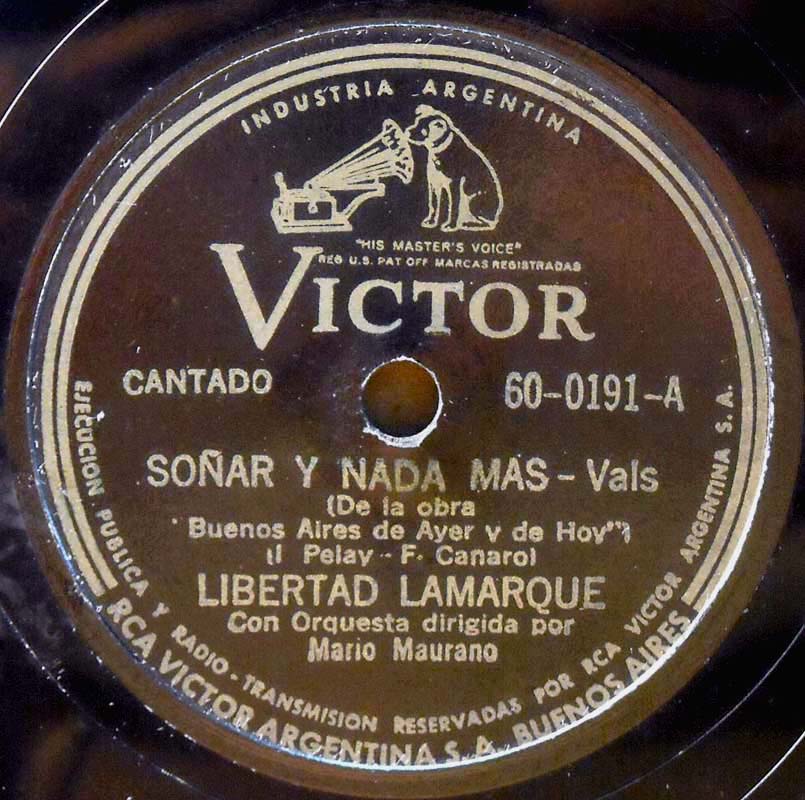 INDUSTRIA ARGENTINA
"HIS MASTER'S VOICE"
REG U.S. PAT OFF MARCAS REGISTRADAS
VICTOR
CANTADO
60-0191-A
SOÑAR Y NADA MAS - Vals
(De la obra
"Buenos Aires de Ayer y de Hoy")
(I Pelay - F. Canaro)
LIBERTAD LAMARQUE
Con Orquesta dirigida por
Mario Maurano
EJECUCION PUBLICA Y RADIO-TRANSMISION RESERVADAS POR RCA VICTOR ARGENTINA S.A.
RCA VICTOR ARGENTINA S.A. BUENOS AIRES